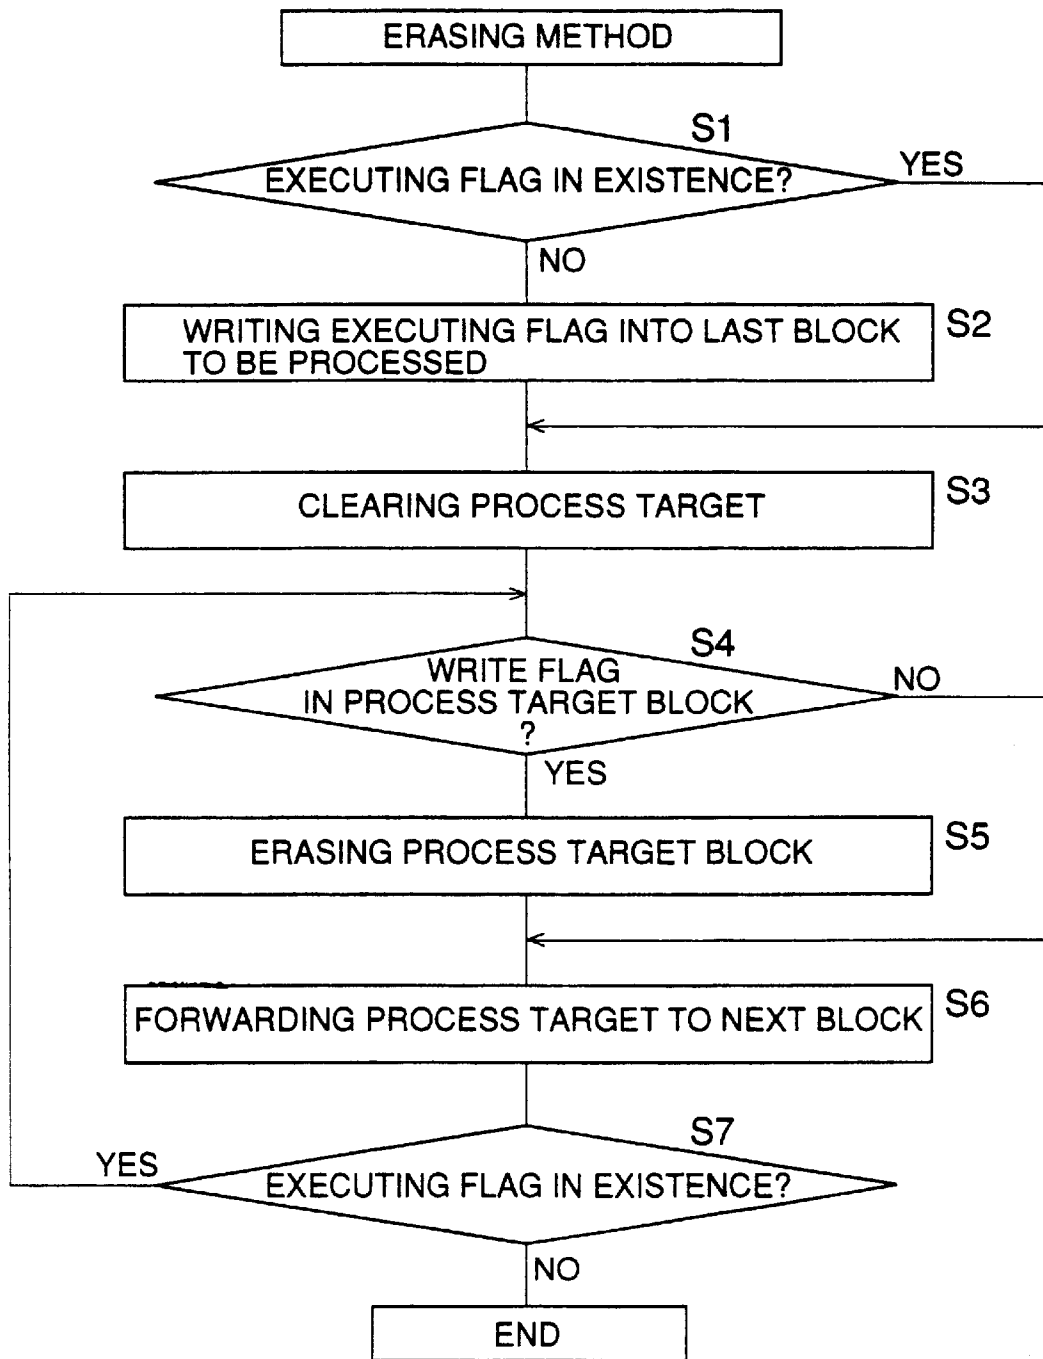 ERASING METHOD
S1
EXECUTING FLAG IN EXISTENCE?
YES
NO
WRITING EXECUTING FLAG INTO LAST BLOCK
TO BE PROCESSED
S2
CLEARING PROCESS TARGET
S3
S4
WRITE FLAG
IN PROCESS TARGET BLOCK
?
NO
YES
ERASING PROCESS TARGET BLOCK
S5
FORWARDING PROCESS TARGET TO NEXT BLOCK
S6
S7
YES
EXECUTING FLAG IN EXISTENCE?
NO
END